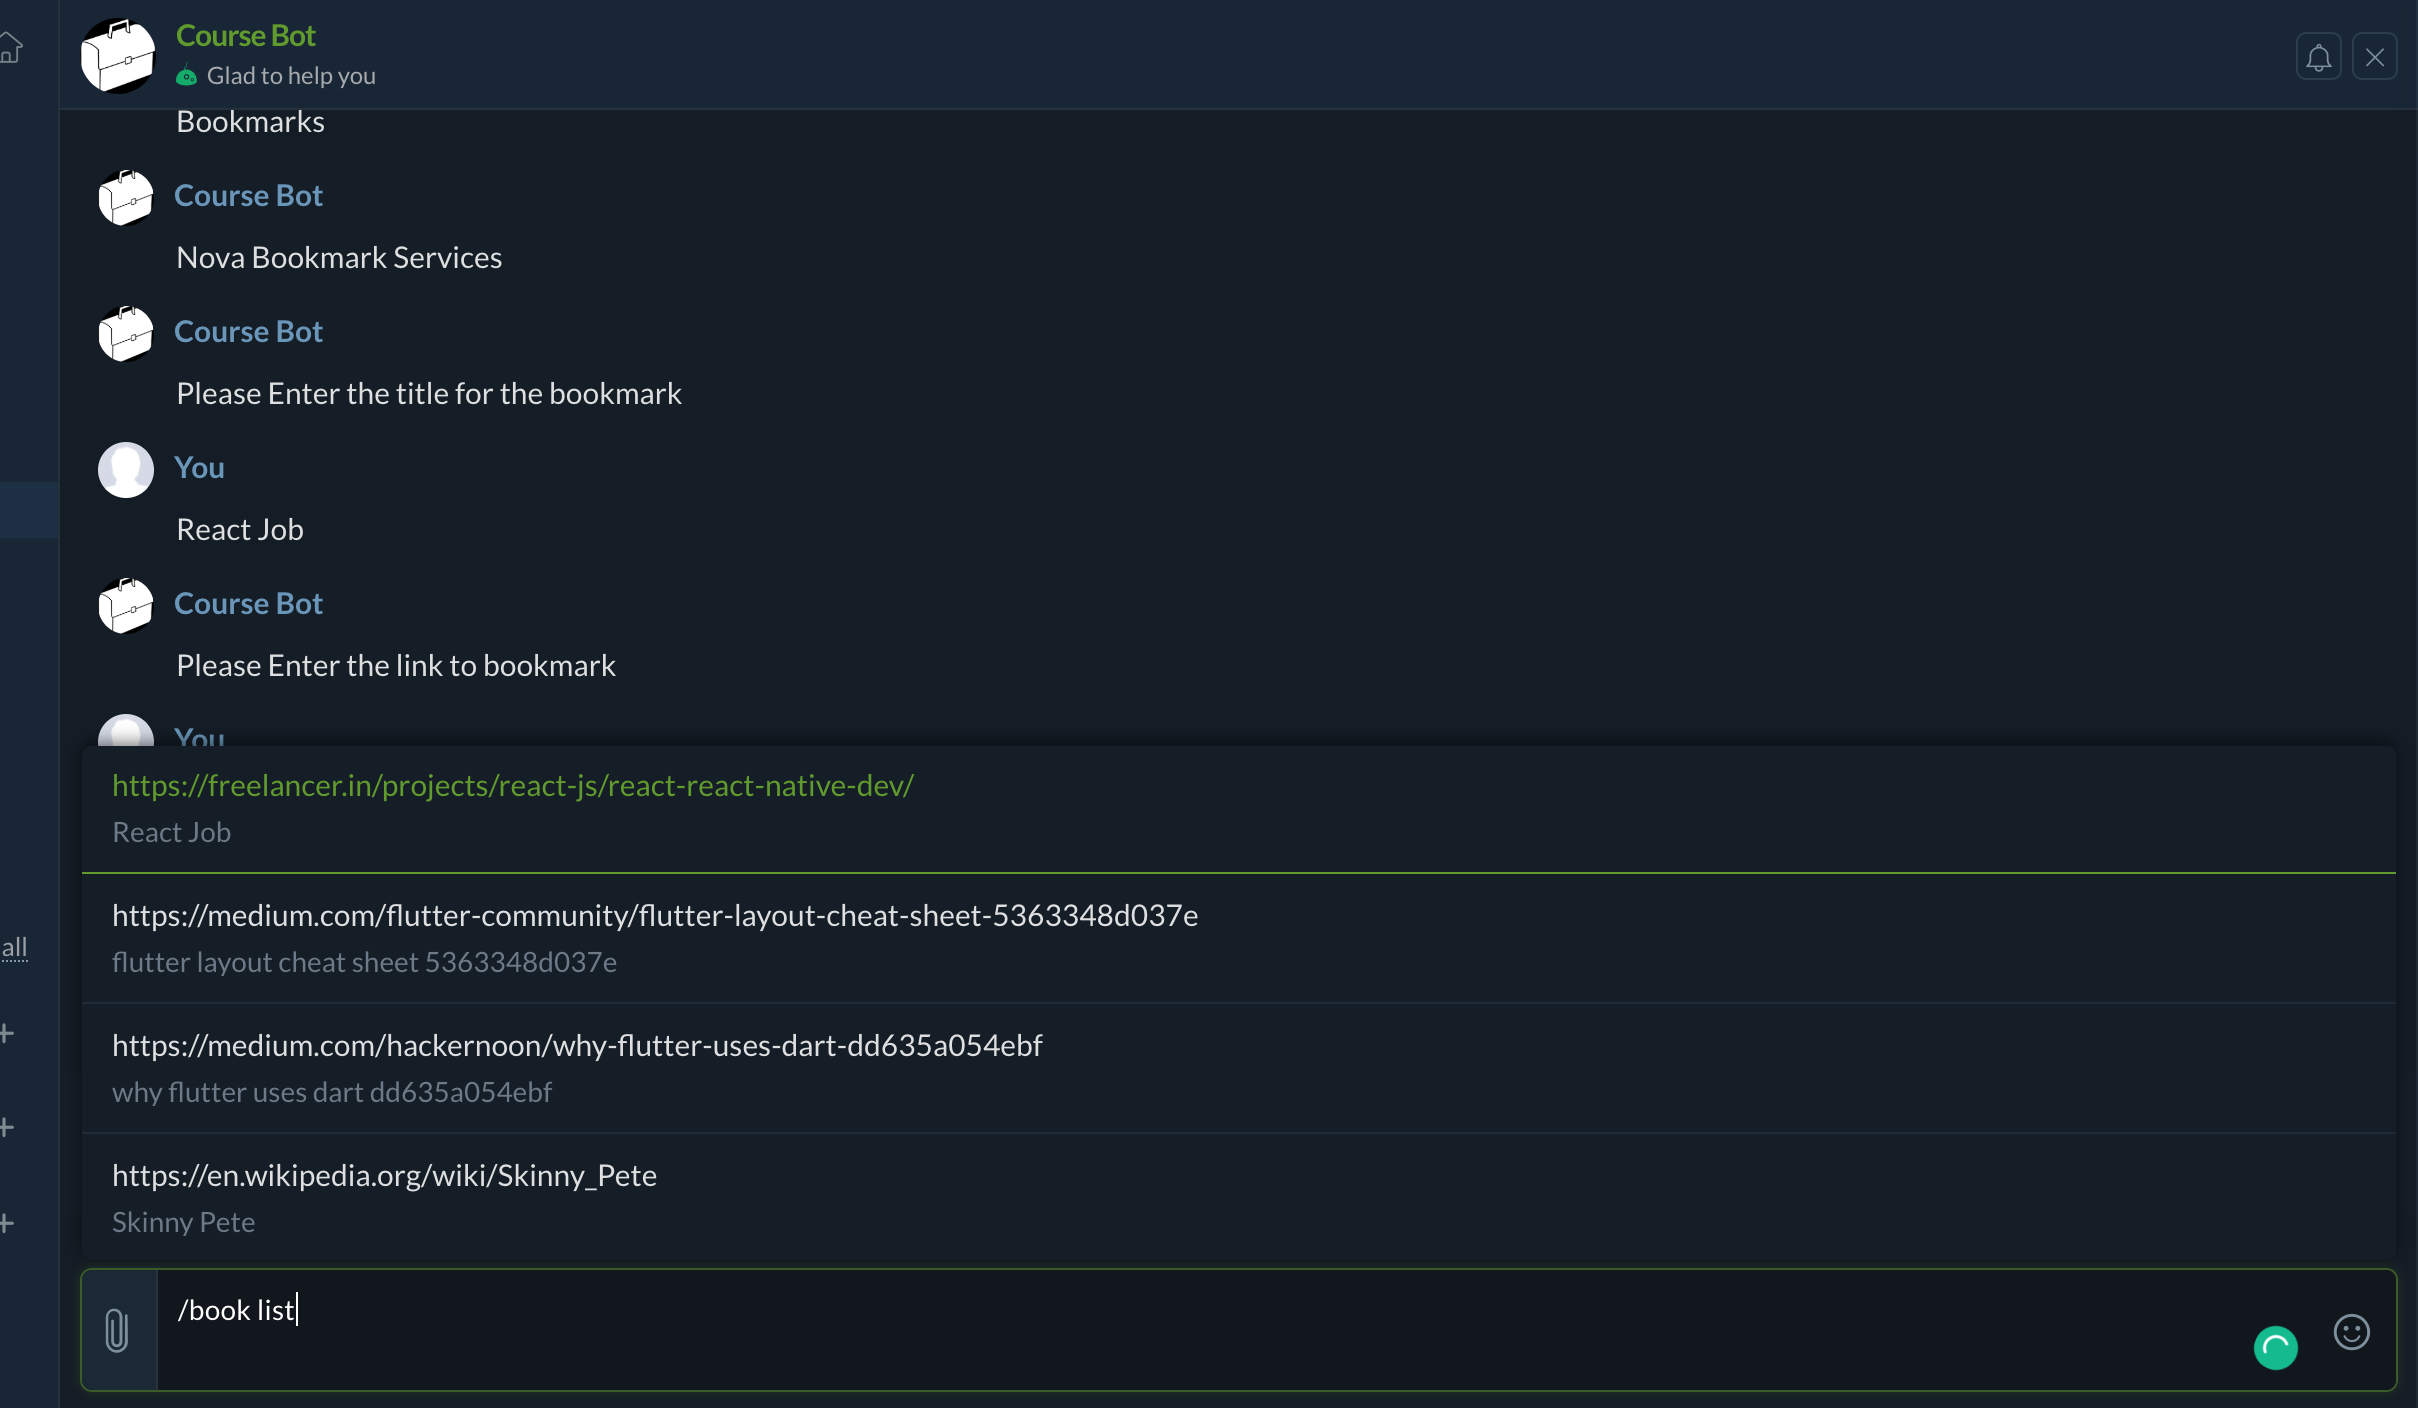 Course Bot
Glad to help you
Bookmarks
Course Bot
Nova Bookmark Services
Course Bot
Please Enter the title for the bookmark
You
React Job
Course Bot
Please Enter the link to bookmark
You
https://freelancer.in/projects/react-js/react-react-native-dev/
React Job
https://medium.com/flutter-community/flutter-layout-cheat-sheet-5363348d037e
flutter layout cheat sheet 5363348d037e
all
https://medium.com/hackernoon/why-flutter-uses-dart-dd635a054ebf
why flutter uses dart dd635a054ebf
https://en.wikipedia.org/wiki/Skinny_Pete
Skinny Pete
/book list